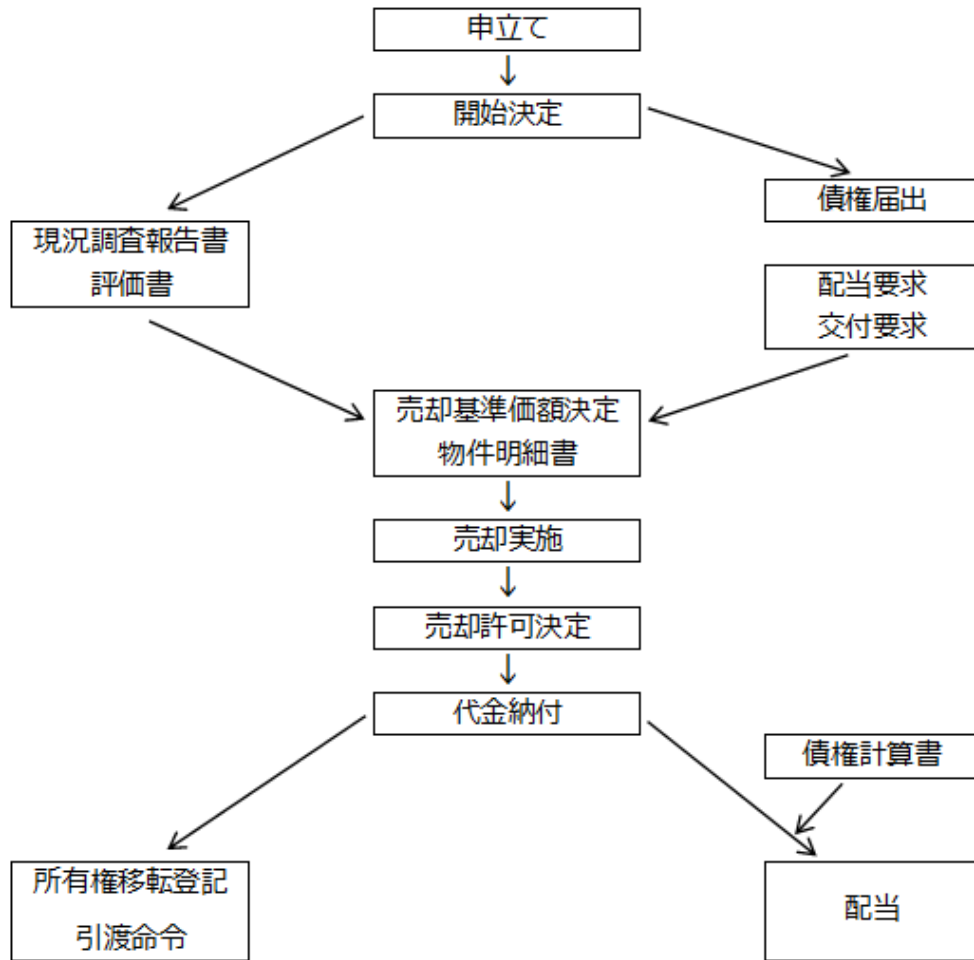 申立て
↓
開始決定
債権届出
現況調査報告書
評価書
配当要求
交付要求
売却基準価額決定
物件明細書
↓
売却実施
↓
売却許可決定
↓
代金納付
債権計算書
所有権移転登記
引渡命令
配当